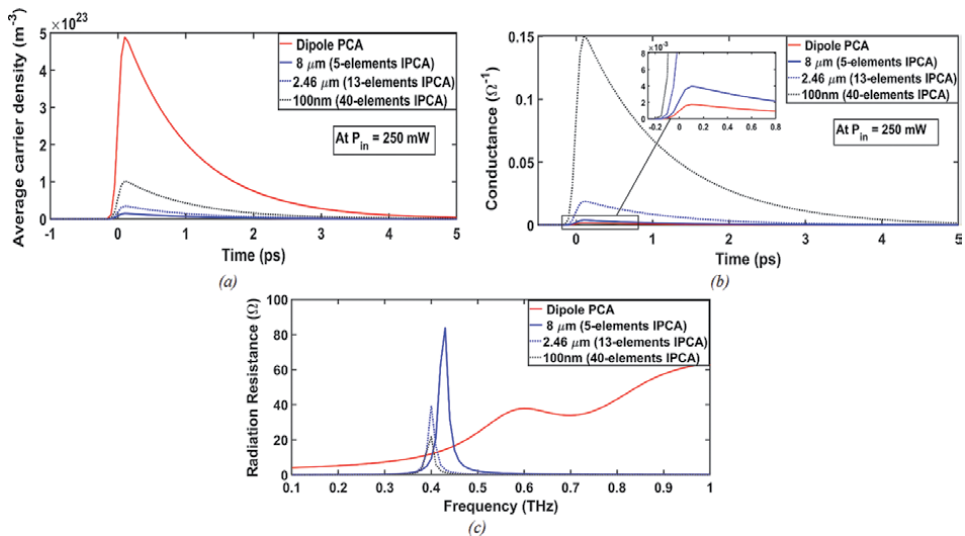 × 10^23
Average carrier density (m^-3)
5
4
3
2
1
0
-1 0 1 2 3 4 5
Time (ps)
Dipole PCA
8 μm (5-elements IPCA)
2.46 μm (13-elements IPCA)
100nm (40-elements IPCA)
At P_in = 250 mW
(a)
Conductance (Ω^-1)
0.15
0.1
0.05
0
0 1 2 3 4 5
Time (ps)
× 10^-3
8
6
4
2
0
-0.2 0 0.2 0.4 0.6 0.8
Dipole PCA
8 μm (5-elements IPCA)
2.46 μm (13-elements IPCA)
100nm (40-elements IPCA)
At P_in = 250 mW
(b)
Radiation Resistance (Ω)
100
80
60
40
20
0
0.1 0.2 0.3 0.4 0.5 0.6 0.7 0.8 0.9 1
Frequency (THz)
Dipole PCA
8 μm (5-elements IPCA)
2.46 μm (13-elements IPCA)
100nm (40-elements IPCA)
(c)